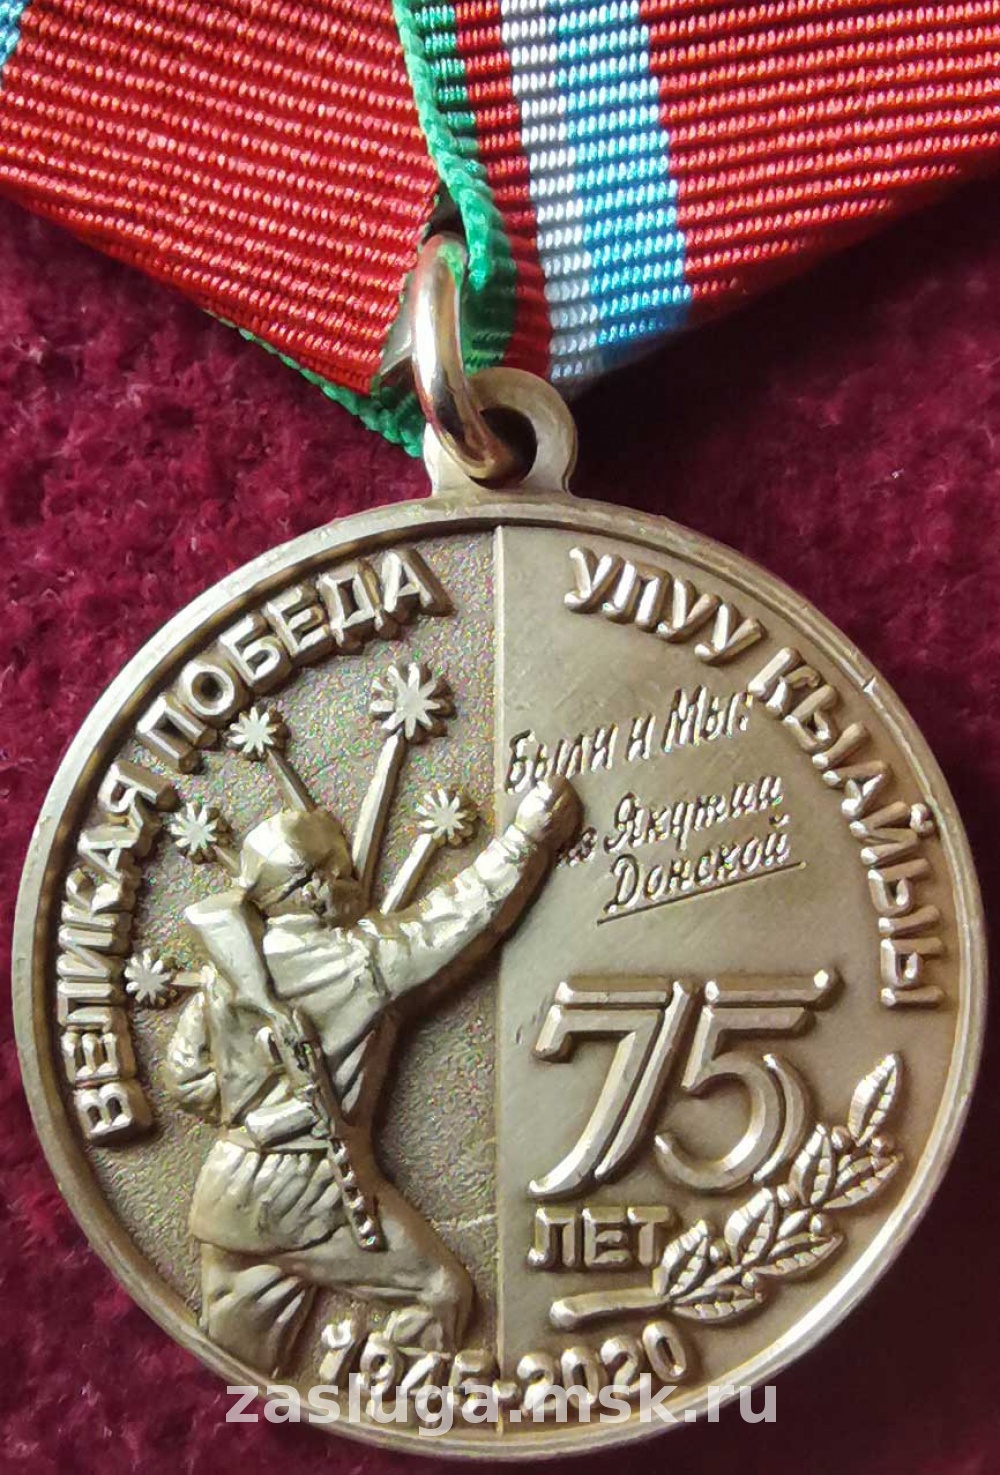 ВЕЛИКАЯ ПОБЕДА
УЛУУ КЫАЙЫЫ
Были и Мы:
из Якутии
Донской
75
ЛЕТ
1945-2020
zasluga.msk.ru